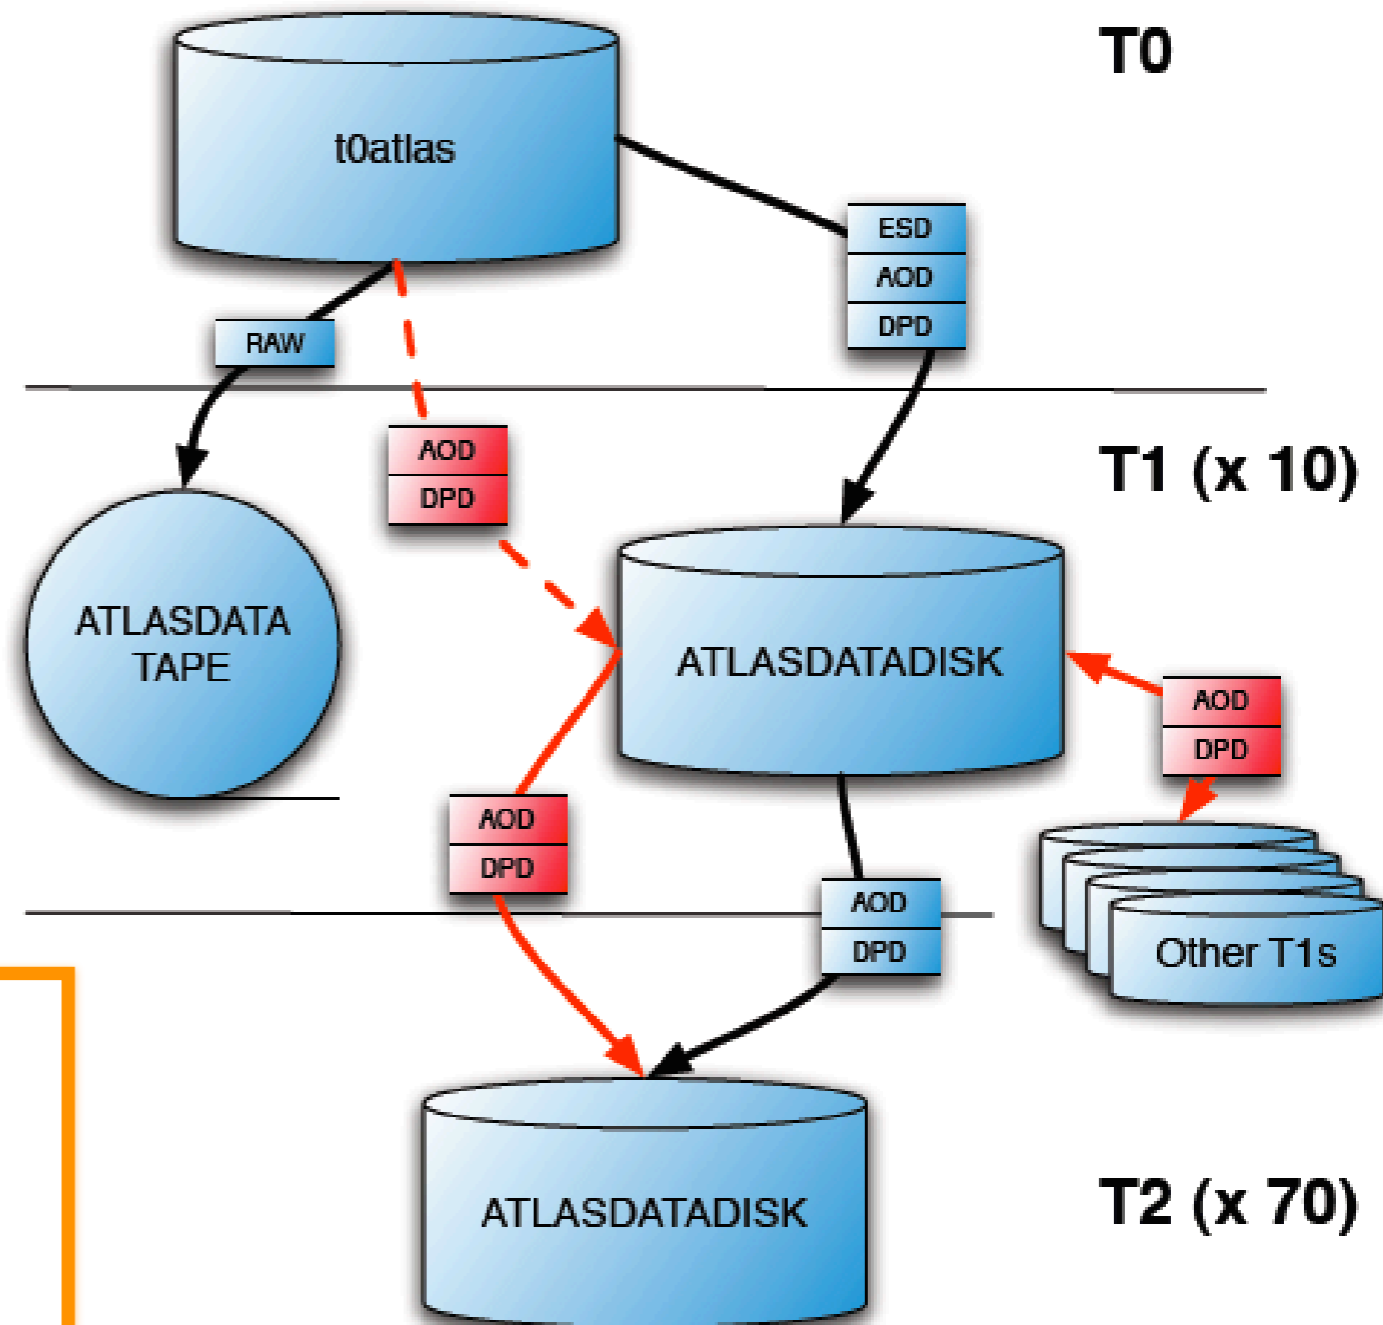 T0
t0atlas
ESD
AOD
DPD
RAW
T1 (x 10)
AOD
DPD
ATLASDATA
TAPE
ATLASDATADISK
AOD
DPD
AOD
DPD
AOD
DPD
Other T1s
ATLASDATADISK
T2 (x 70)